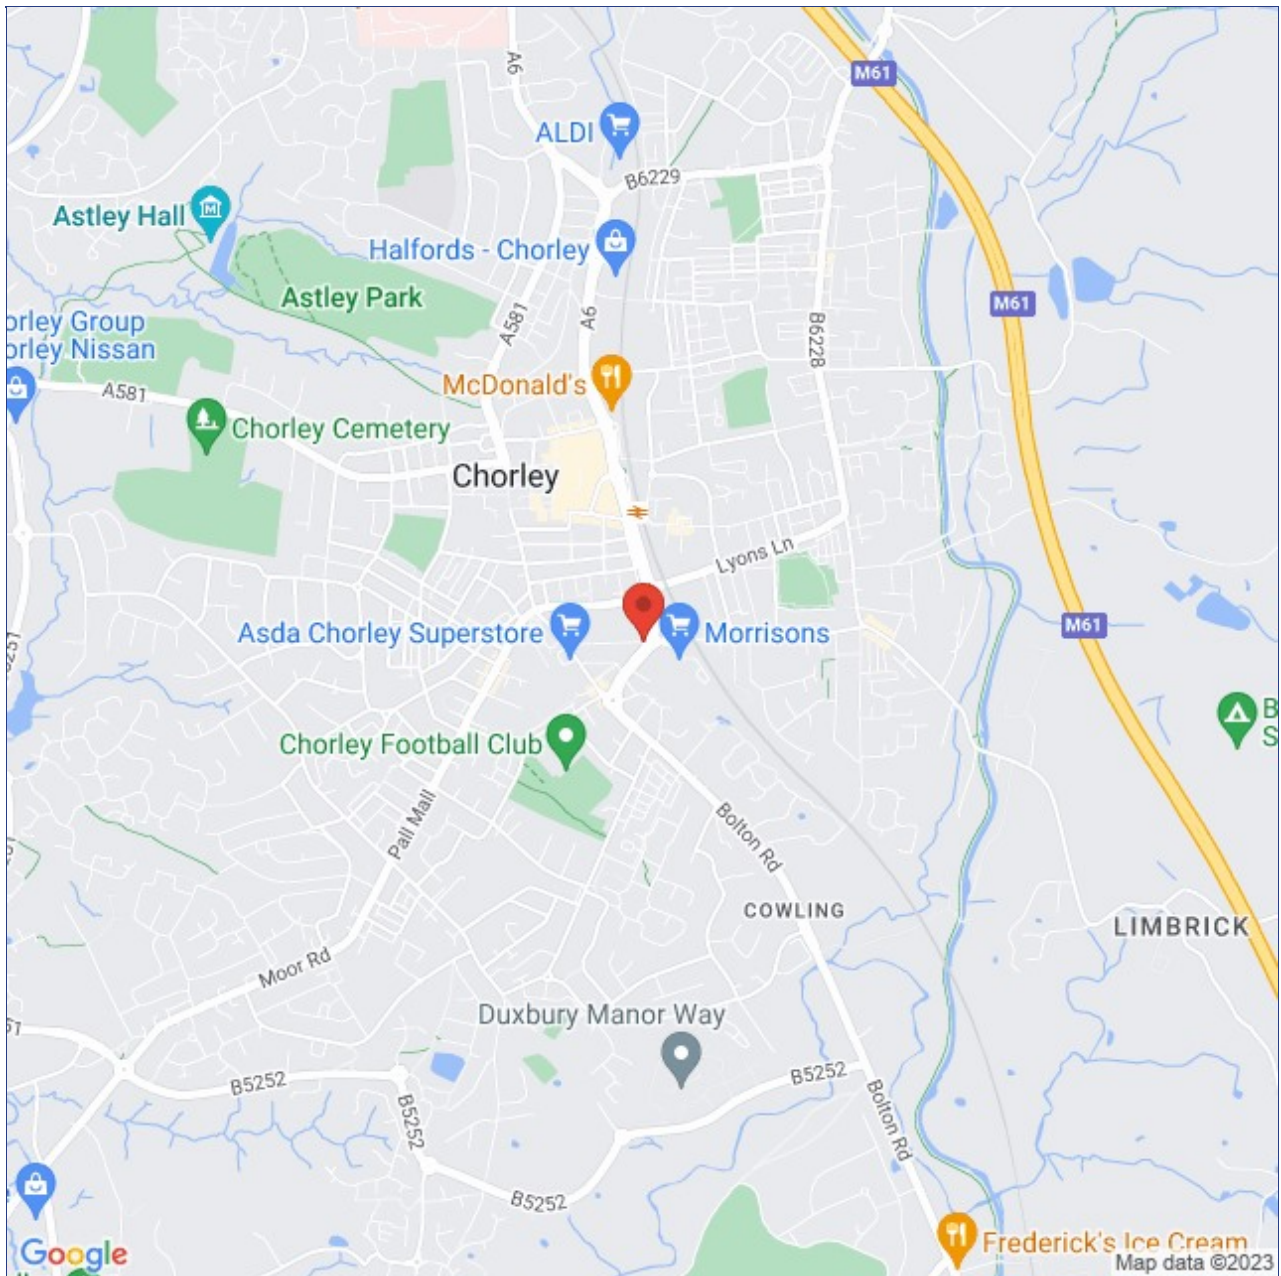 A6
M61
ALDI
B6229
Astley Hall
Halfords - Chorley
Astley Park
M61
A6
A581
B6228
orley Group
orley Nissan
McDonald's
A581
Chorley Cemetery
Chorley
Lyons Ln
Asda Chorley Superstore
Morrisons
M61
B
S
Chorley Football Club
Pall Mall
Bolton Rd
COWLING
LIMBRICK
Moor Rd
Duxbury Manor Way
B5252
B5252
B5252
Bolton Rd
B5252
Google
Frederick's Ice Cream
Map data ©2023